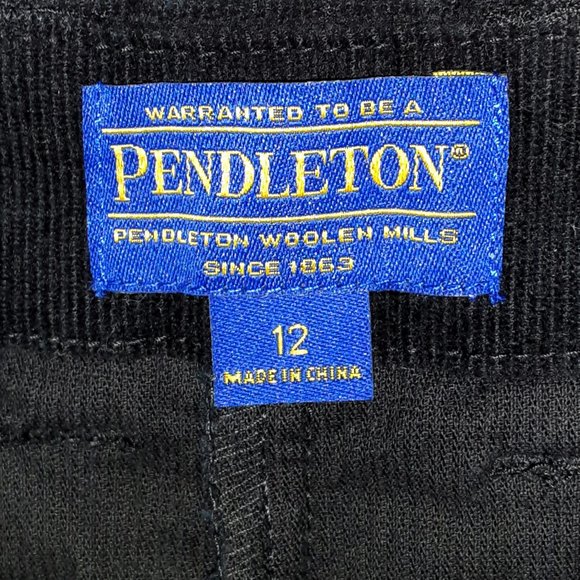 WARRANTED TO BE A
PENDLETON®
PENDLETON WOOLEN MILLS
SINCE 1863
12
MADE IN CHINA